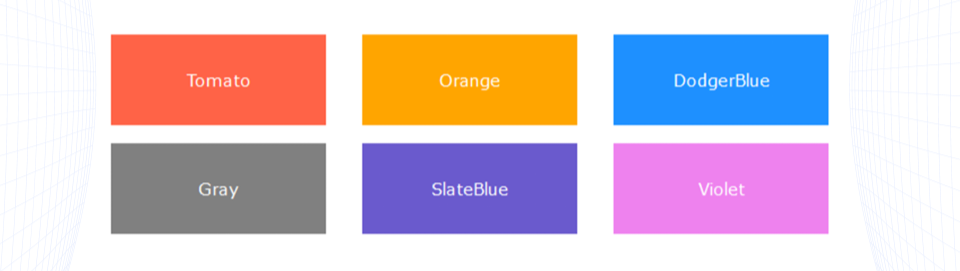 Tomato
Orange
DodgerBlue
Gray
SlateBlue
Violet